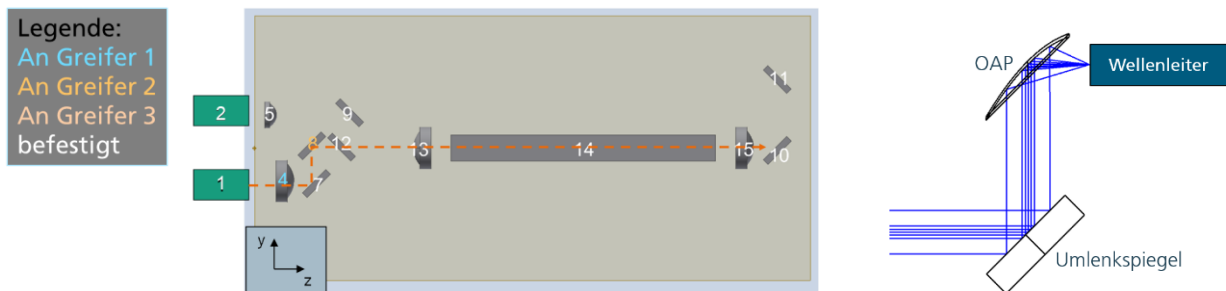 Legende:
An Greifer 1
An Greifer 2
An Greifer 3
befestigt
2
5
9
11
8
12
13
14
15
10
1
4
7
y
z
OAP
Wellenleiter
Umlenkspiegel